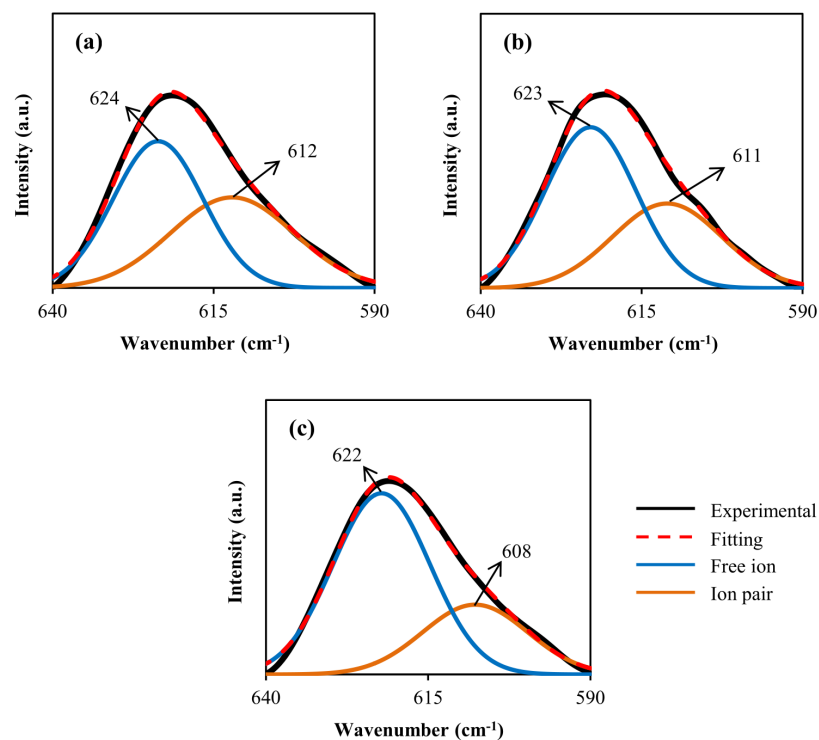 (a)
624
612
Intensity (a.u.)
640
615
590
Wavenumber (cm-1)
(b)
623
611
Intensity (a.u.)
640
615
590
Wavenumber (cm-1)
(c)
622
608
Intensity (a.u.)
640
615
590
Wavenumber (cm-1)
Experimental
Fitting
Free ion
Ion pair